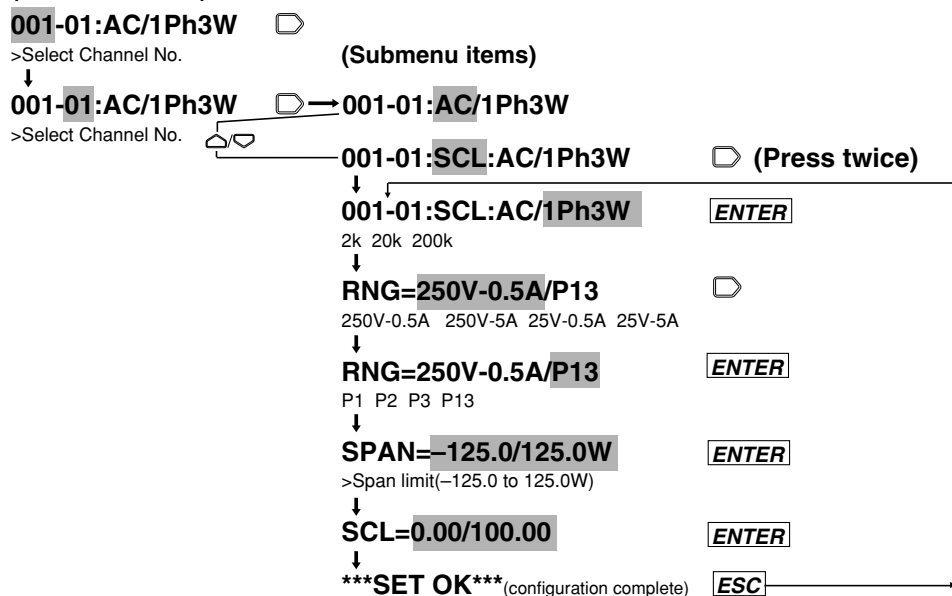 001-01:AC/1Ph3W
>Select Channel No.
(Submenu items)
001-01:AC/1Ph3W
001-01:AC/1Ph3W
>Select Channel No.
/
001-01:SCL:AC/1Ph3W (Press twice)
001-01:SCL:AC/1Ph3W ENTER
2k 20k 200k
RNG=250V-0.5A/P13
250V-0.5A 250V-5A 25V-0.5A 25V-5A
RNG=250V-0.5A/P13 ENTER
P1 P2 P3 P13
SPAN=–125.0/125.0W ENTER
>Span limit(–125.0 to 125.0W)
SCL=0.00/100.00 ENTER
***SET OK***(configuration complete) ESC